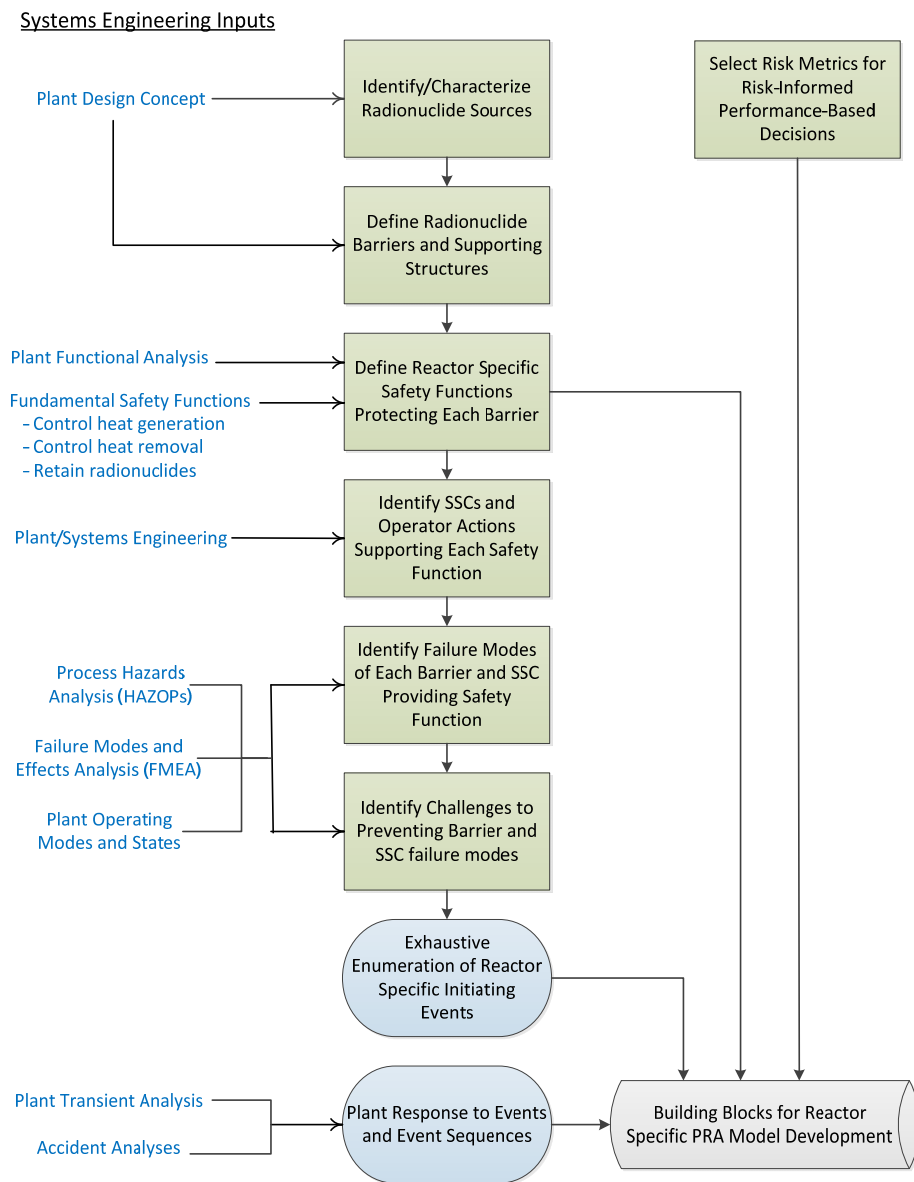 Systems Engineering Inputs
Plant Design Concept
Identify/Characterize
Radionuclide Sources
Select Risk Metrics for
Risk-Informed
Performance-Based
Decisions
Define Radionuclide
Barriers and Supporting
Structures
Plant Functional Analysis
Fundamental Safety Functions
– Control heat generation
– Control heat removal
– Retain radionuclides
Define Reactor Specific
Safety Functions
Protecting Each Barrier
Plant/Systems Engineering
Identify SSCs and
Operator Actions
Supporting Each Safety
Function
Process Hazards
Analysis (HAZOPs)
Failure Modes and
Effects Analysis (FMEA)
Plant Operating
Modes and States
Identify Failure Modes
of Each Barrier and SSC
Providing Safety
Function
Identify Challenges to
Preventing Barrier and
SSC failure modes
Exhaustive
Enumeration of Reactor
Specific Initiating
Events
Plant Transient Analysis
Accident Analyses
Plant Response to Events
and Event Sequences
Building Blocks for Reactor
Specific PRA Model Development